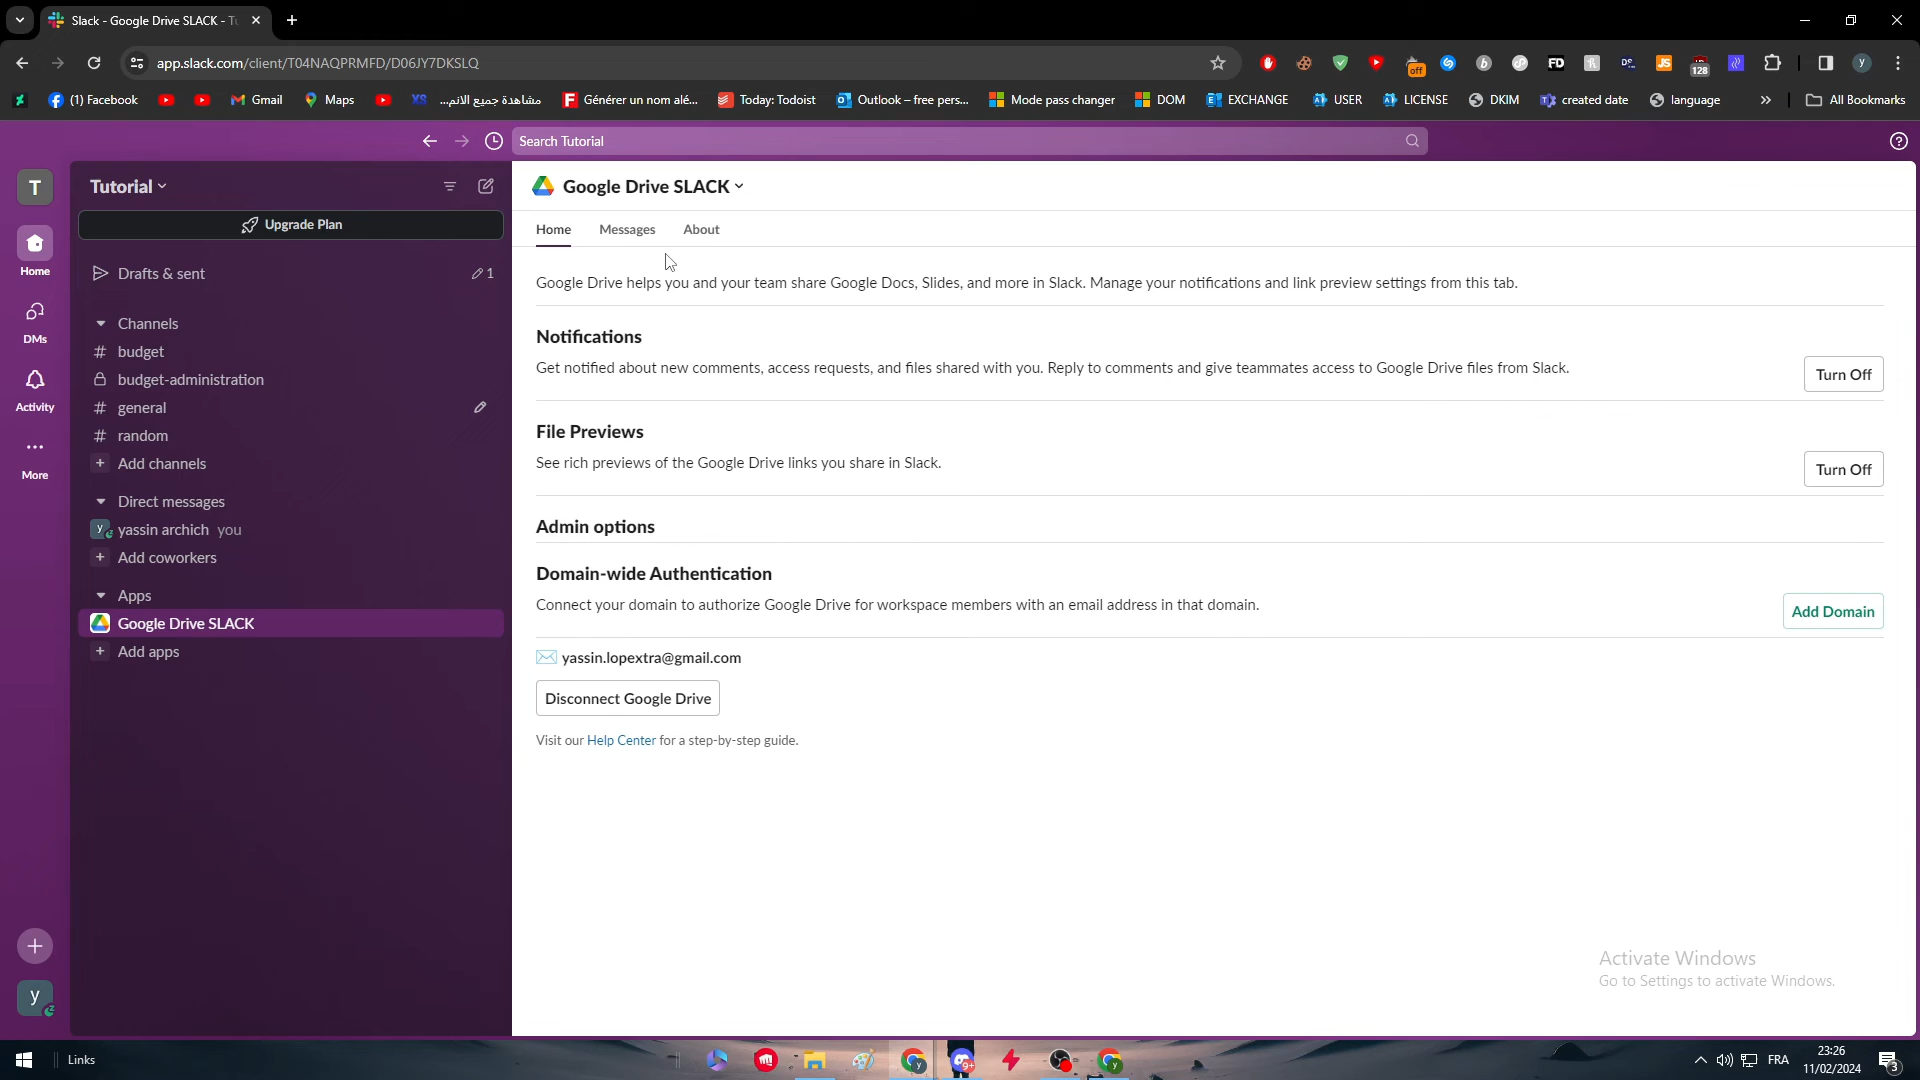 Slack - Google Drive SLACK - Tu
app.slack.com/client/T04NAQPRMFD/D06JY7DKSLQ
off
FD
JS
128
y
(1) Facebook
Gmail
Maps
مشاهدة جميع الانم...
Générer un nom alé...
Today: Todoist
Outlook – free pers...
Mode pass changer
DOM
EXCHANGE
USER
LICENSE
DKIM
created date
language
All Bookmarks
Search Tutorial
T
Tutorial
Google Drive SLACK
Upgrade Plan
Home
Messages
About
Home
Drafts & sent
1
Google Drive helps you and your team share Google Docs, Slides, and more in Slack. Manage your notifications and link preview settings from this tab.
DMs
Channels
Notifications
# budget
Get notified about new comments, access requests, and files shared with you. Reply to comments and give teammates access to Google Drive files from Slack.
Turn Off
budget-administration
Activity
# general
# random
File Previews
Add channels
See rich previews of the Google Drive links you share in Slack.
Turn Off
More
Direct messages
yassin archich you
Admin options
Add coworkers
Domain-wide Authentication
Apps
Connect your domain to authorize Google Drive for workspace members with an email address in that domain.
Add Domain
Google Drive SLACK
Add apps
yassin.lopextra@gmail.com
Disconnect Google Drive
Visit our Help Center for a step-by-step guide.
Activate Windows
Go to Settings to activate Windows.
y
Links
9+
FRA
23:26
11/02/2024
3